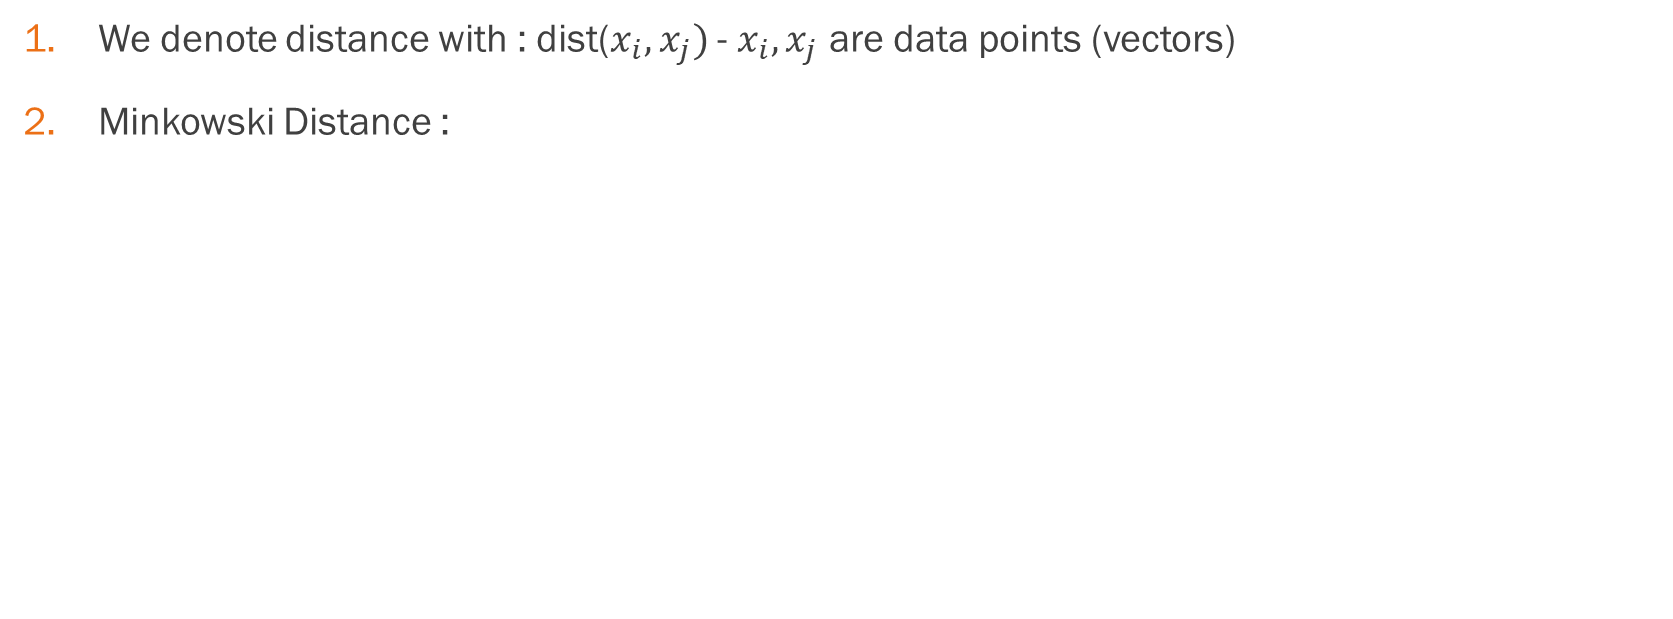 1. We denote distance with : dist(𝑥ᵢ, 𝑥ⱼ) - 𝑥ᵢ, 𝑥ⱼ are data points (vectors)
2. Minkowski Distance :